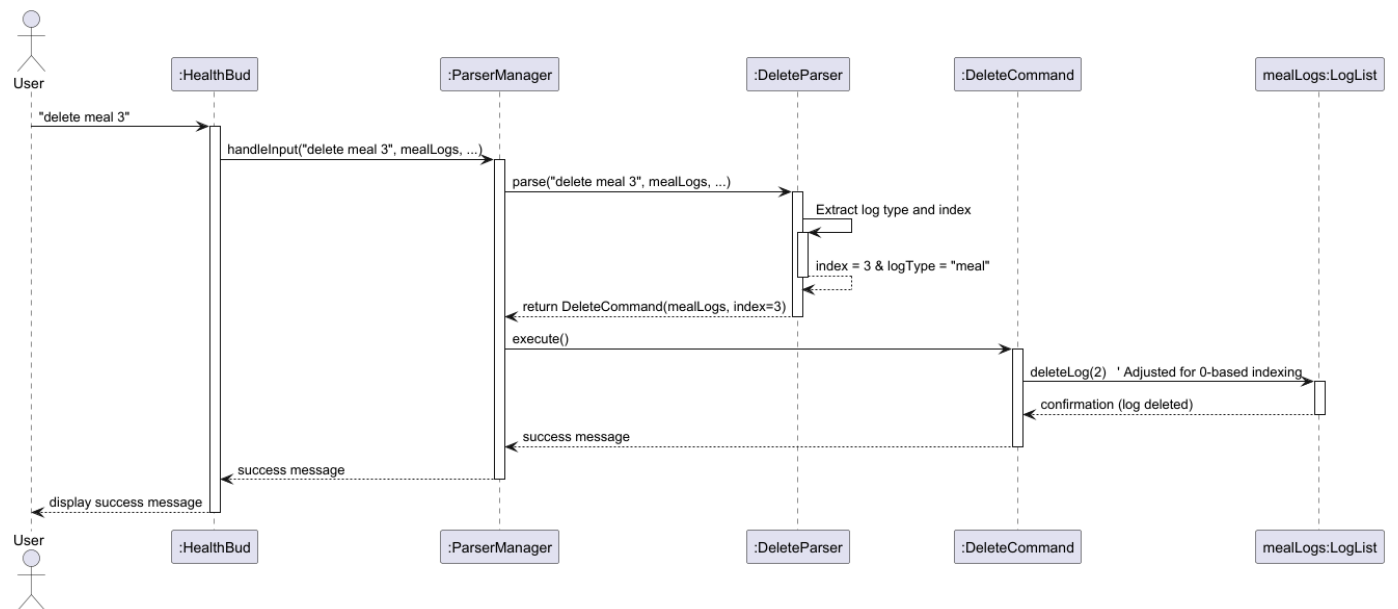 User
:HealthBud
:ParserManager
:DeleteParser
:DeleteCommand
mealLogs:LogList
"delete meal 3"
handleInput("delete meal 3", mealLogs, ...)
parse("delete meal 3", mealLogs, ...)
Extract log type and index
index = 3 & logType = "meal"
return DeleteCommand(mealLogs, index=3)
execute()
deleteLog(2)   ' Adjusted for 0-based indexing
confirmation (log deleted)
success message
success message
display success message
User
:HealthBud
:ParserManager
:DeleteParser
:DeleteCommand
mealLogs:LogList